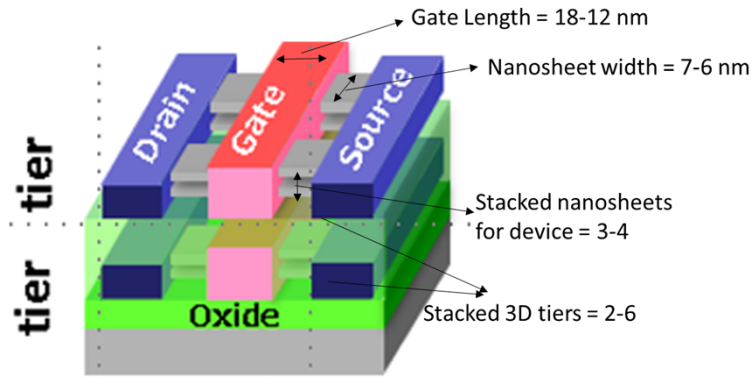 Gate Length = 18-12 nm
Nanosheet width = 7-6 nm
Drain
Gate
Source
tier
Stacked nanosheets
for device = 3-4
tier
Oxide
Stacked 3D tiers = 2-6